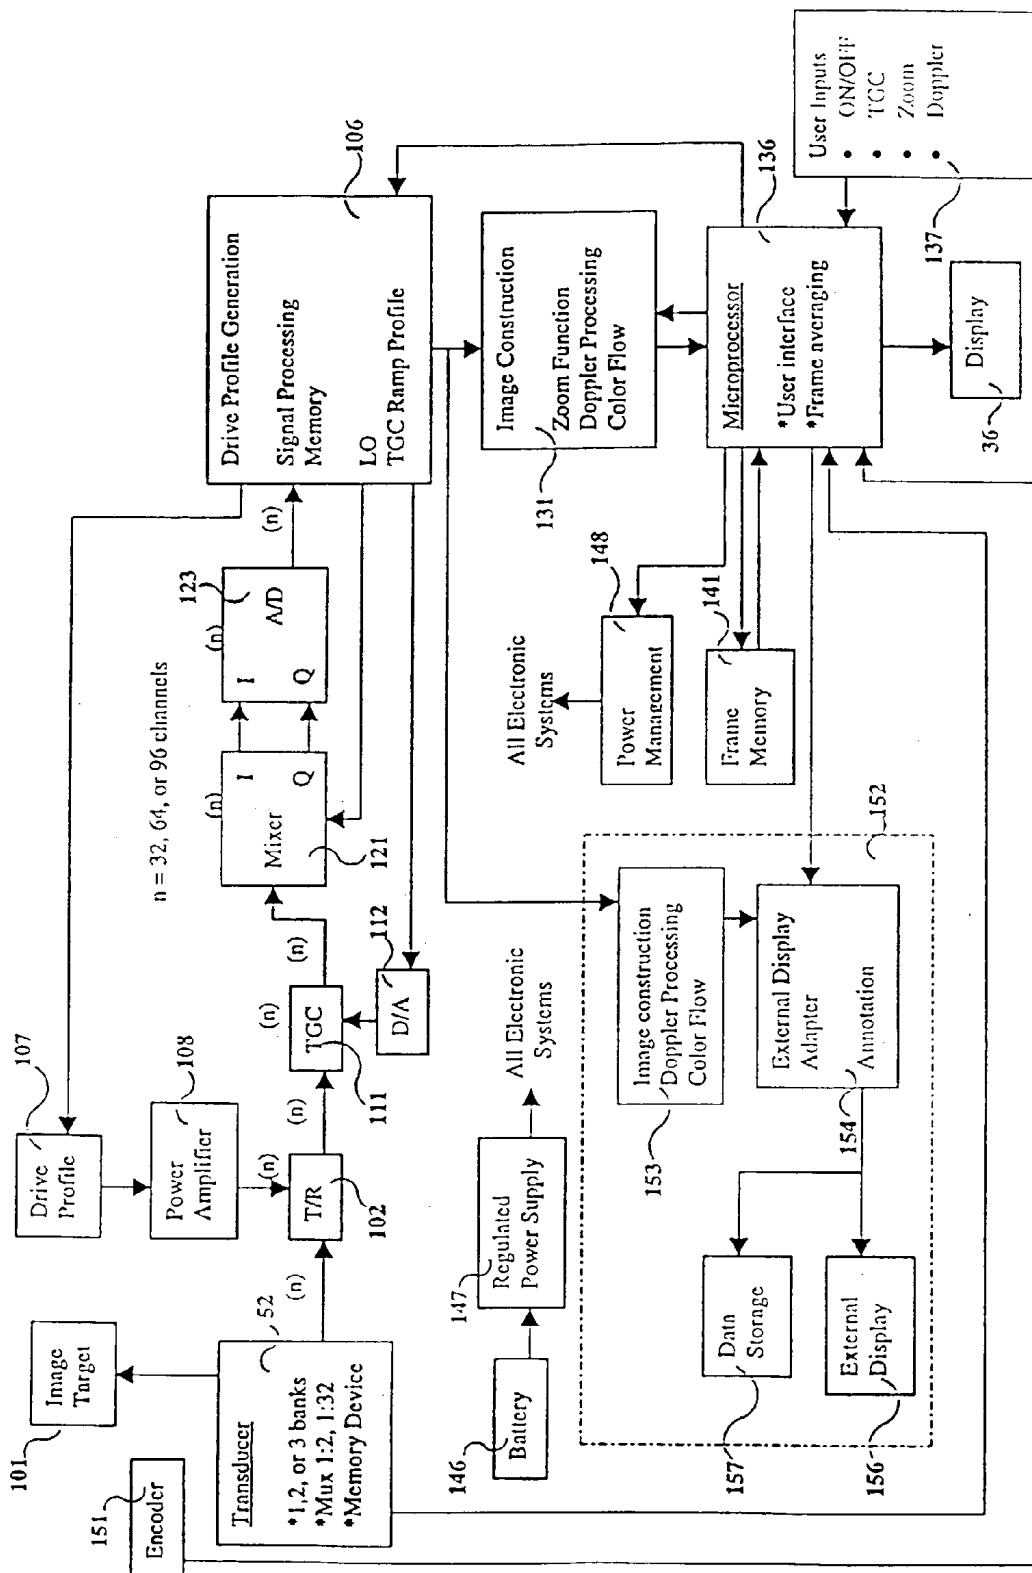 151
Encoder
101
Image
Target
52
Transducer
*1,2, or 3 banks
*Mux 1:2, 1:32
*Memory Device
(n)
107
Drive
Profile
108
Power
Amplifier
(n)
T/R
102
(n)
TGC
111
(n)
(n)
D/A
112
n = 32, 64, or 96 channels
(n)
I
Q
Mixer
121
(n)
I
Q
A/D
123
(n)
Drive Profile Generation
Signal Processing
Memory
LO
TGC Ramp Profile
106
146
Battery
147
Regulated
Power Supply
All Electronic
Systems
All Electronic
Systems
Power
Management
148
Frame
Memory
141
Image Construction
Zoom Function
Doppler Processing
Color Flow
131
Microprocessor
*User interface
*Frame averaging
136
User Inputs
• ON/OFF
• TGC
• Zoom
• Doppler
137
Display
36
152
Image construction
Doppler Processing
Color Flow
153
External Display
Adapter
Annotation
154
Data
Storage
157
External
Display
156